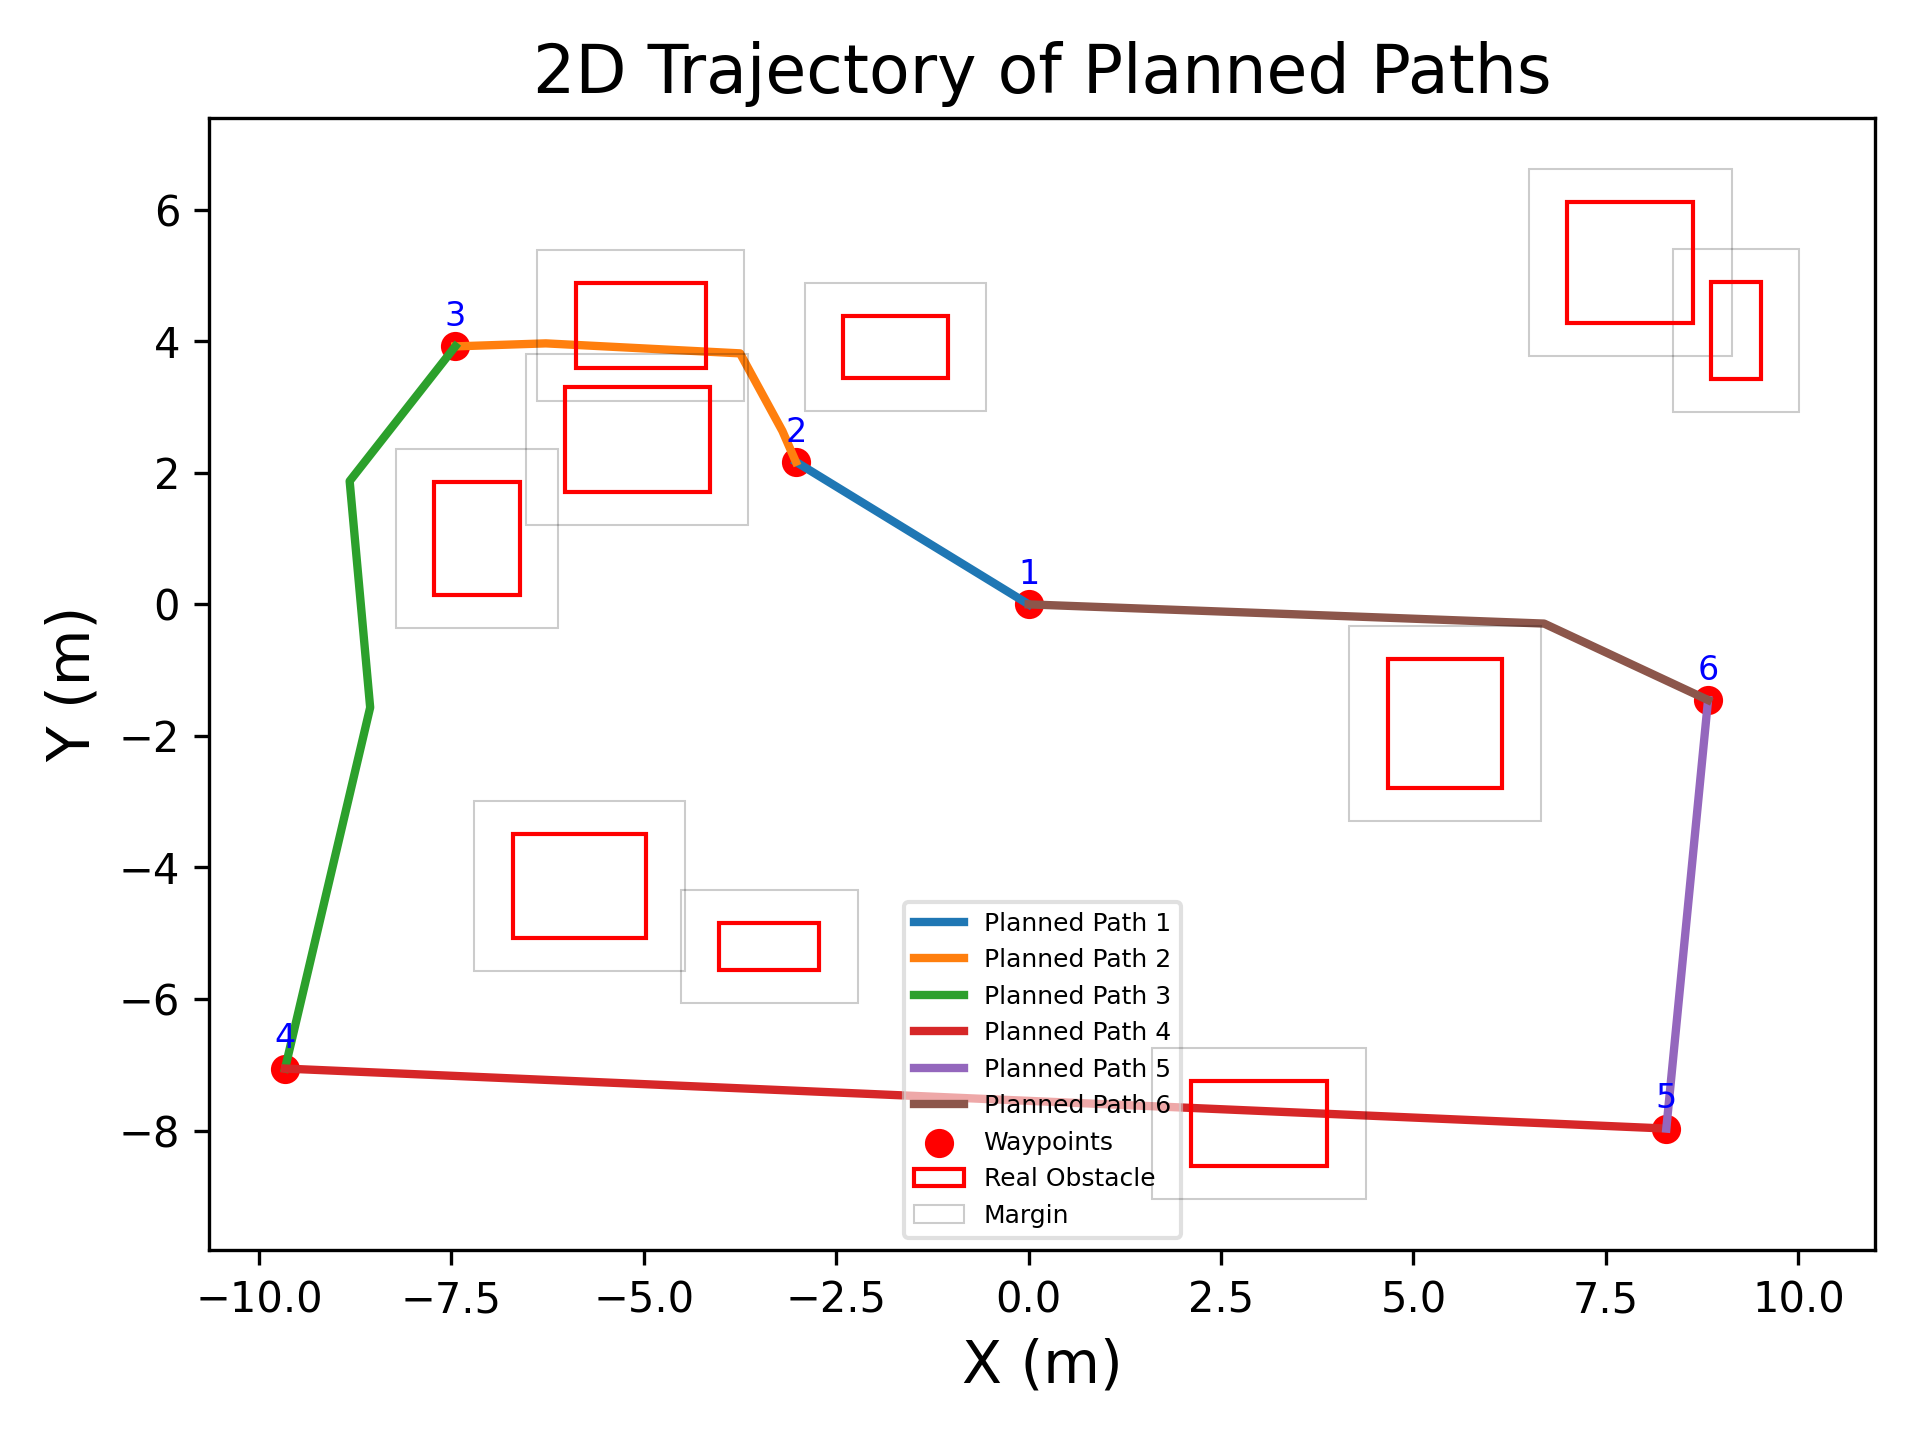 2D Trajectory of Planned Paths
6
4
2
0
−2
−4
−6
−8
Y (m)
3
2
1
6
4
5
Planned Path 1
Planned Path 2
Planned Path 3
Planned Path 4
Planned Path 5
Planned Path 6
Waypoints
Real Obstacle
Margin
−10.0 −7.5 −5.0 −2.5 0.0 2.5 5.0 7.5 10.0
X (m)